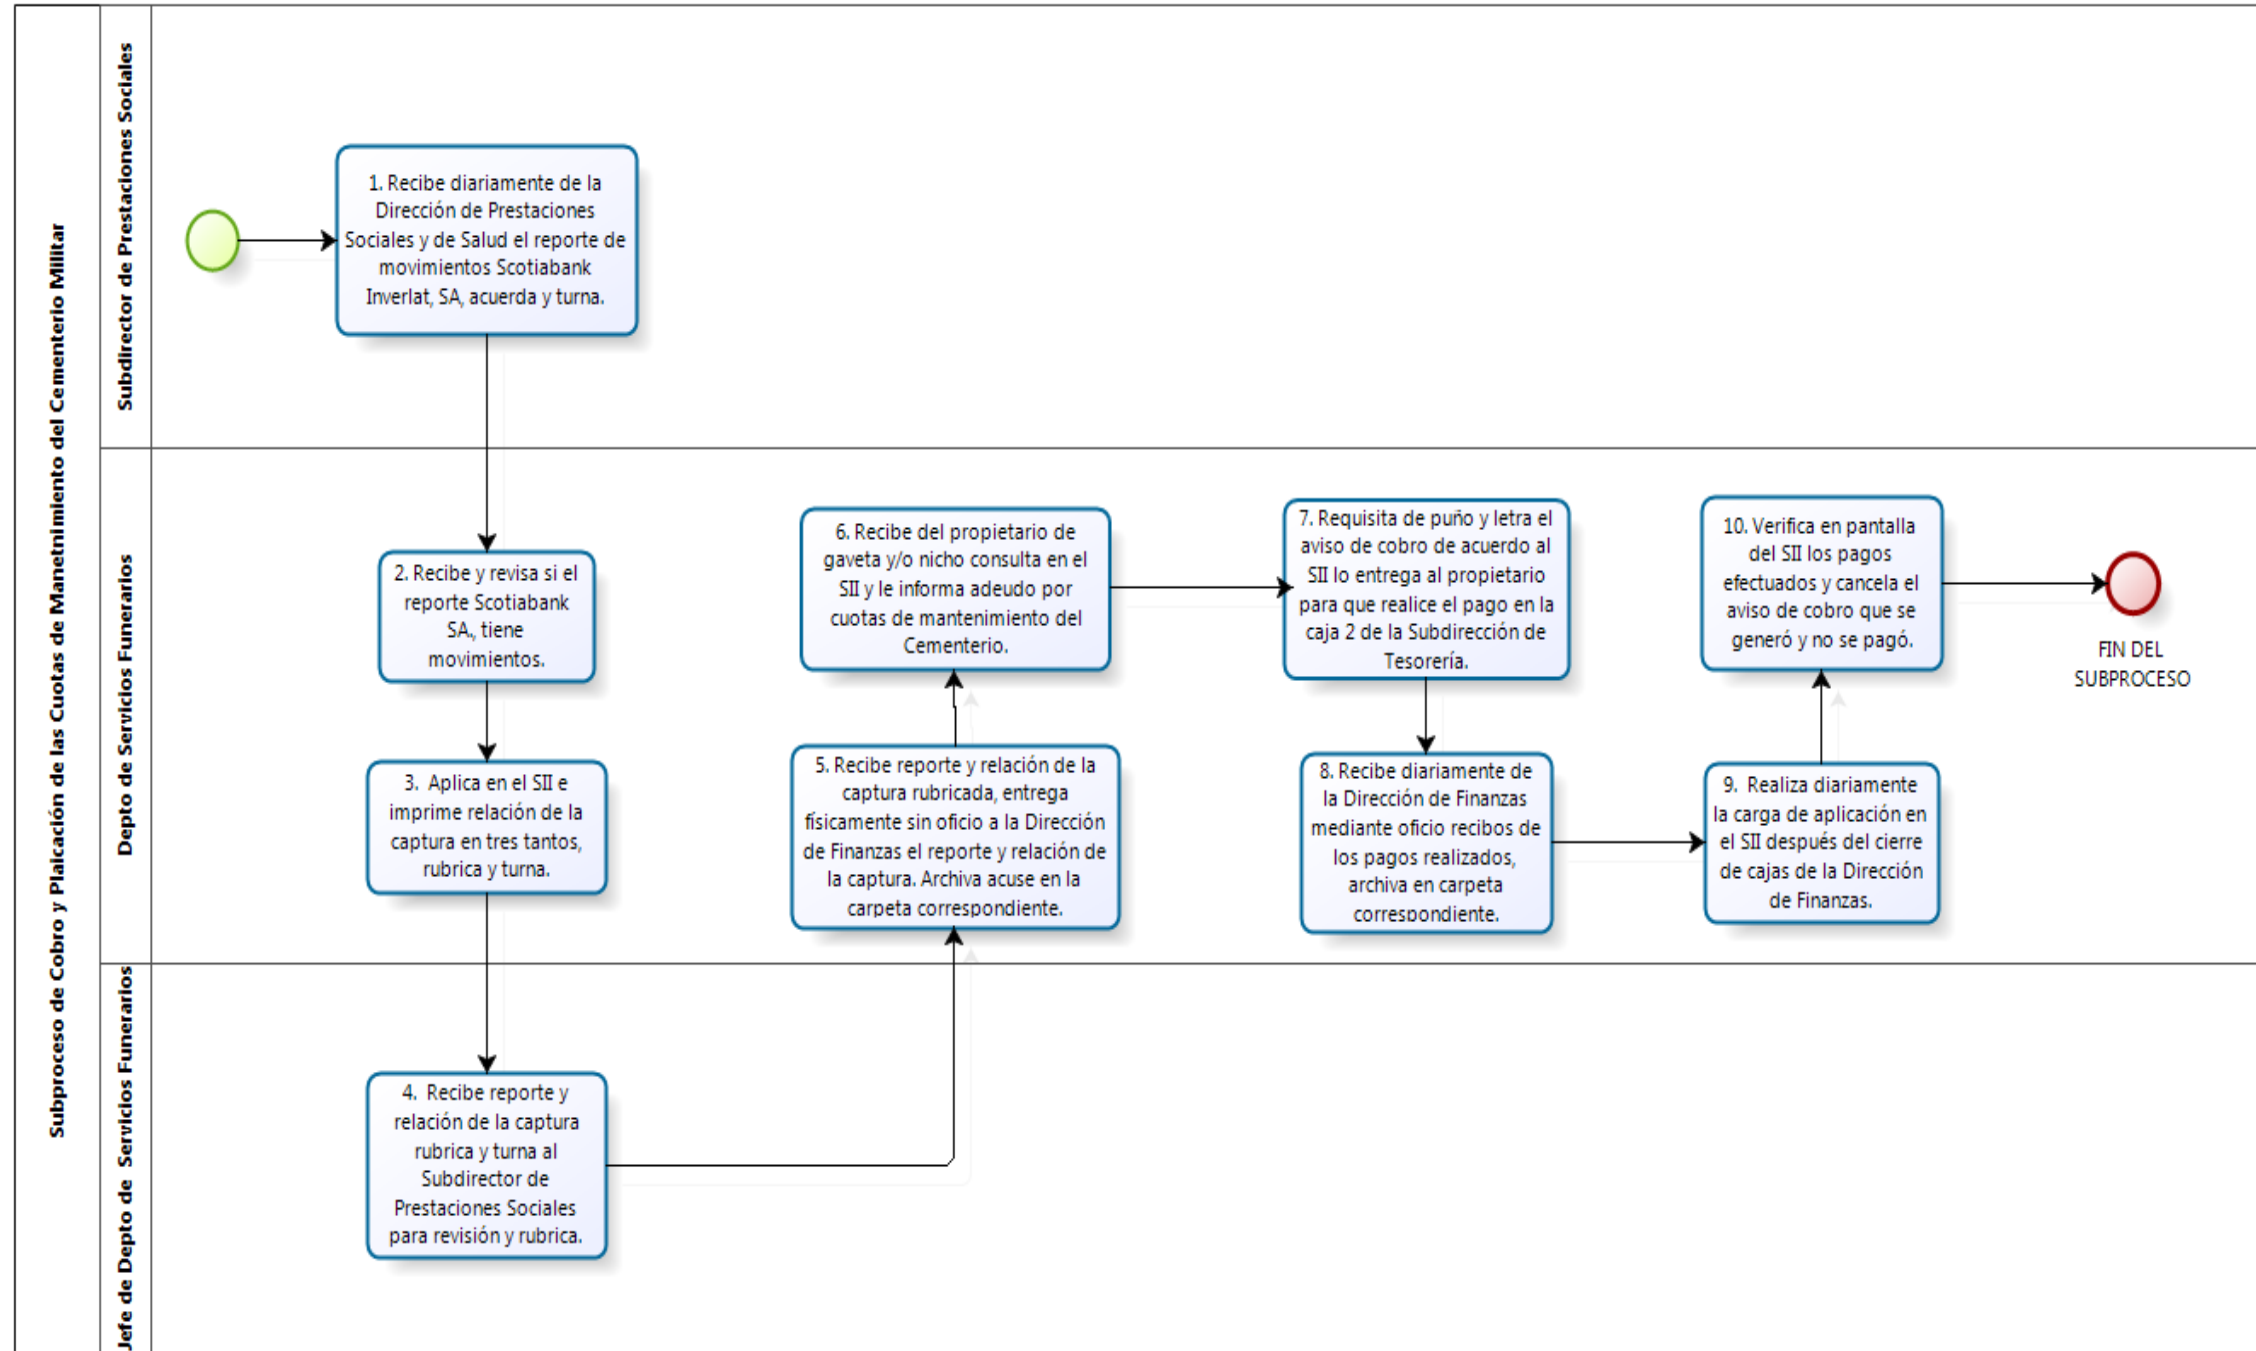 Subproceso de Cobro y Plaicación de las Cuotas de Manetnimiento del Cementerio Militar
Subdirector de Prestaciones Sociales
1. Recibe diariamente de la
Dirección de Prestaciones
Sociales y de Salud el reporte de
movimientos Scotiabank
Inverlat, SA, acuerda y turna.
Depto de Servicios Funerarios
2. Recibe y revisa si el
reporte Scotiabank
SA., tiene
movimientos.
3. Aplica en el SII e
imprime relación de la
captura en tres tantos,
rubrica y turna.
Jefe de Depto de Servicios Funerarios
4. Recibe reporte y
relación de la captura
rubrica y turna al
Subdirector de
Prestaciones Sociales
para revisión y rubrica.
5. Recibe reporte y relación de la
captura rubricada, entrega
físicamente sin oficio a la Dirección
de Finanzas el reporte y relación de
la captura. Archiva acuse en la
carpeta correspondiente.
6. Recibe del propietario de
gaveta y/o nicho consulta en el
SII y le informa adeudo por
cuotas de mantenimiento del
Cementerio.
7. Requisita de puño y letra el
aviso de cobro de acuerdo al
SII lo entrega al propietario
para que realice el pago en la
caja 2 de la Subdirección de
Tesorería.
8. Recibe diariamente de
la Dirección de Finanzas
mediante oficio recibos de
los pagos realizados,
archiva en carpeta
correspondiente.
9. Realiza diariamente
la carga de aplicación en
el SII después del cierre
de cajas de la Dirección
de Finanzas.
10. Verifica en pantalla
del SII los pagos
efectuados y cancela el
aviso de cobro que se
generó y no se pagó.
FIN DEL
SUBPROCESO